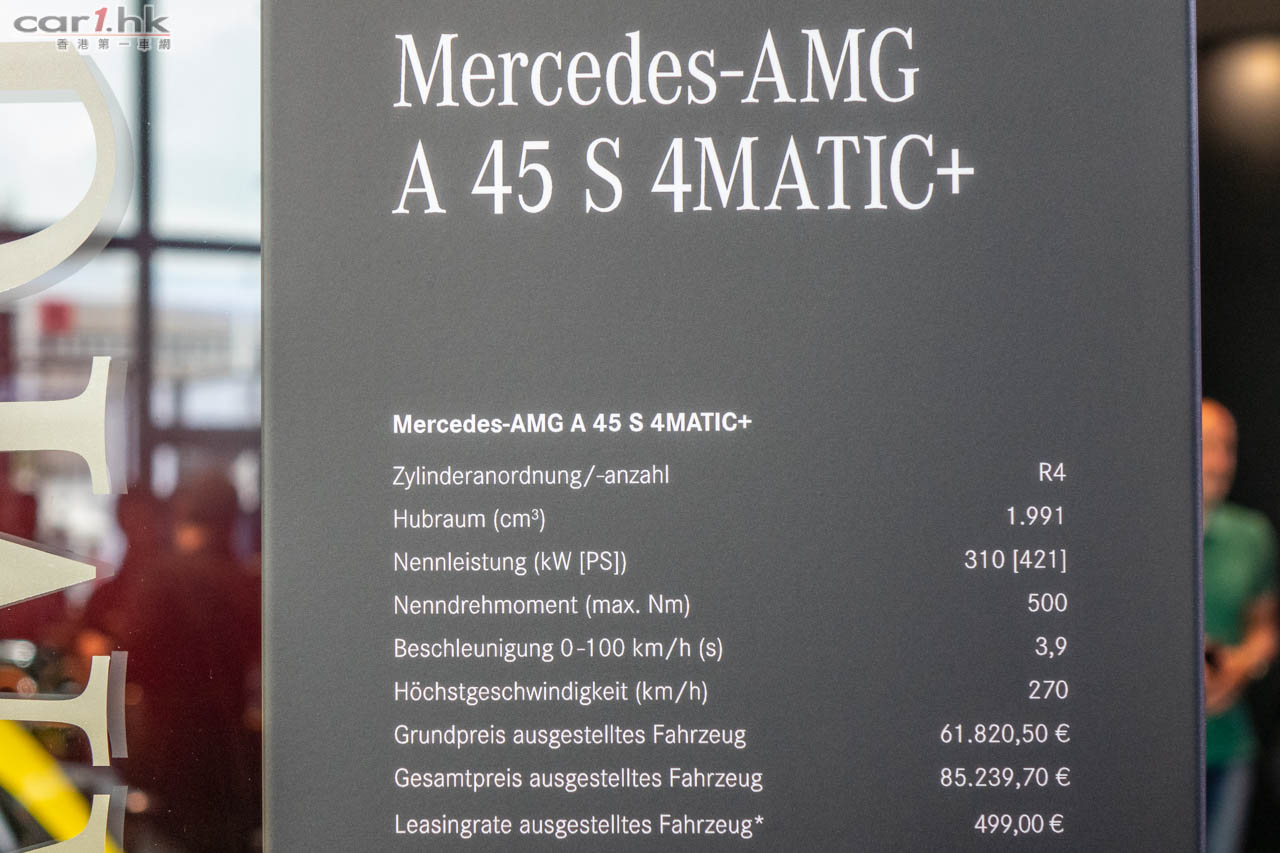 car1.hk
香港第一車網
Mercedes-AMG
A 45 S 4MATIC+
Mercedes-AMG A 45 S 4MATIC+
Zylinderanordnung/-anzahl R4
Hubraum (cm³) 1.991
Nennleistung (kW [PS]) 310 [421]
Nenndrehmoment (max. Nm) 500
Beschleunigung 0-100 km/h (s) 3,9
Höchstgeschwindigkeit (km/h) 270
Grundpreis ausgestelltes Fahrzeug 61.820,50 €
Gesamtpreis ausgestelltes Fahrzeug 85.239,70 €
Leasingrate ausgestelltes Fahrzeug* 499,00 €